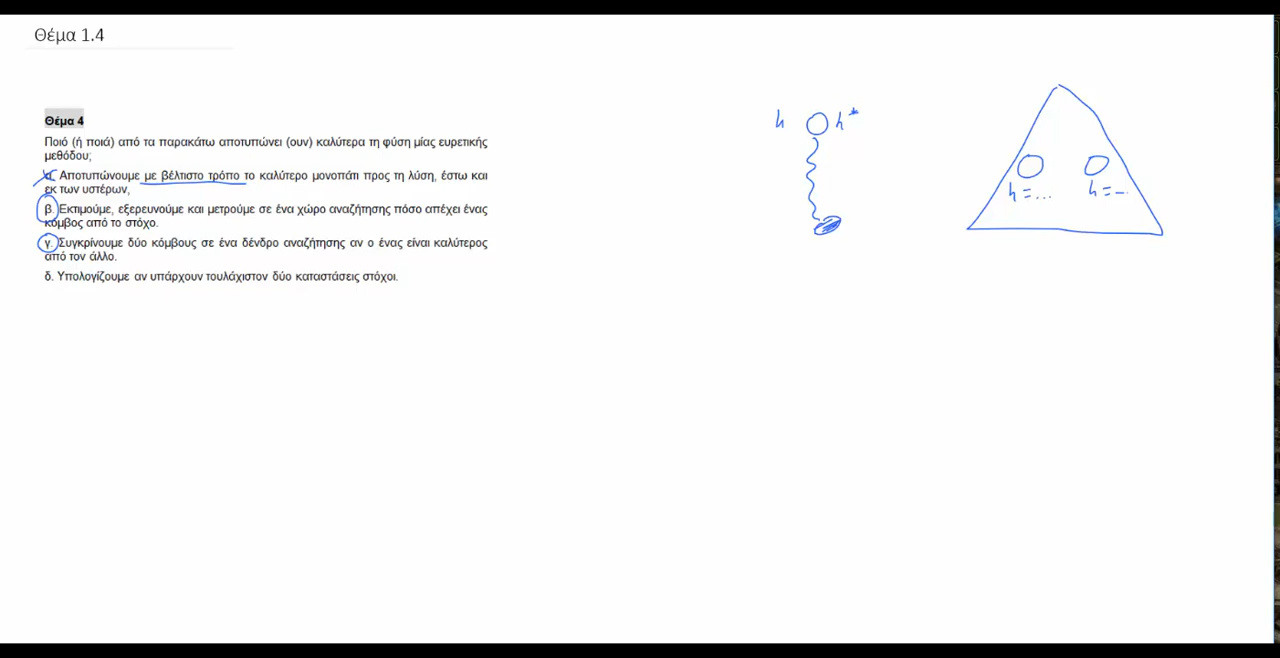 Θέμα 1.4
Θέμα 4
Ποιό (ή ποιά) από τα παρακάτω αποτυπώνει (ουν) καλύτερα τη φύση μίας ευρετικής
μεθόδου;
α. Αποτυπώνουμε με βέλτιστο τρόπο το καλύτερο μονοπάτι προς τη λύση, έστω και
εκ των υστέρων,
β. Εκτιμούμε, εξερευνούμε και μετρούμε σε ένα χώρο αναζήτησης πόσο απέχει ένας
κόμβος από το στόχο.
γ. Συγκρίνουμε δύο κόμβους σε ένα δένδρο αναζήτησης αν ο ένας είναι καλύτερος
από τον άλλο.
δ. Υπολογίζουμε αν υπάρχουν τουλάχιστον δύο καταστάσεις στόχοι.
h h*
h = ... h = --